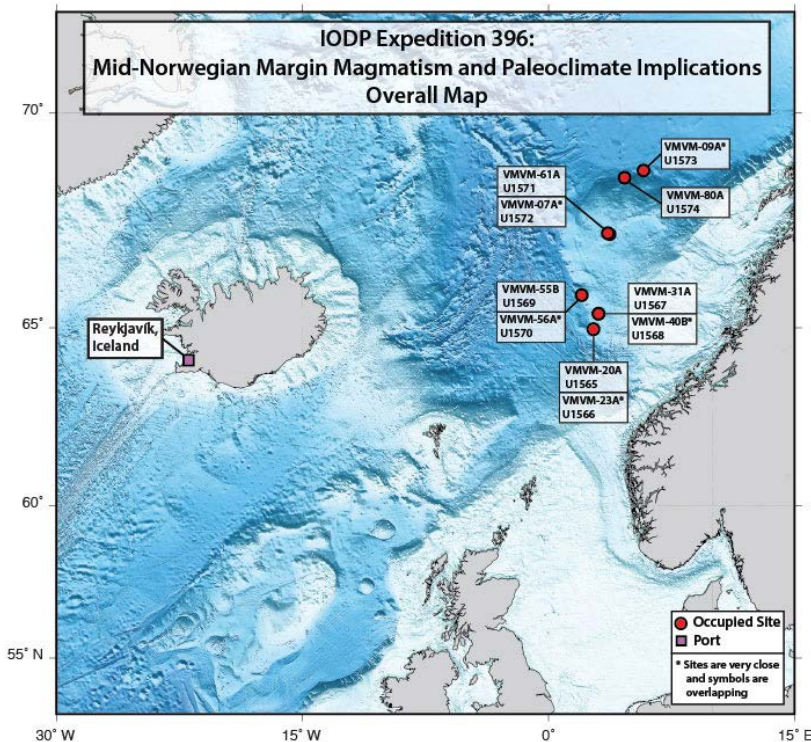 IODP Expedition 396:
Mid-Norwegian Margin Magmatism and Paleoclimate Implications
Overall Map
70˚
VMVM-09A*
U1573
VMVM-61A
U1571
VMVM-07A*
U1572
VMVM-80A
U1574
VMVM-55B
U1569
VMVM-56A*
U1570
VMVM-31A
U1567
VMVM-40B*
U1568
65˚
Reykjavík,
Iceland
VMVM-20A
U1565
VMVM-23A*
U1566
60˚
Occupied Site
Port
* Sites are very close
and symbols are
overlapping
55˚ N
30˚ W
15˚ W
0˚
15˚ E